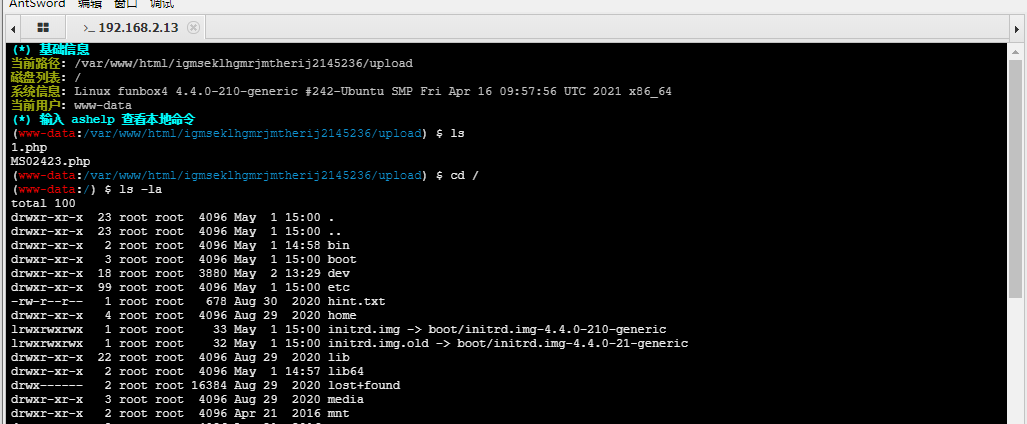 AntSword 编辑 窗口 调试
>_ 192.168.2.13
(*) 基础信息
当前路径: /var/www/html/igmseklhgmrjmtherij2145236/upload
磁盘列表: /
系统信息: Linux funbox4 4.4.0-210-generic #242-Ubuntu SMP Fri Apr 16 09:57:56 UTC 2021 x86_64
当前用户: www-data
(*) 输入 ashelp 查看本地命令
(www-data:/var/www/html/igmseklhgmrjmtherij2145236/upload) $ ls
1.php
MS02423.php
(www-data:/var/www/html/igmseklhgmrjmtherij2145236/upload) $ cd /
(www-data:/) $ ls -la
total 100
drwxr-xr-x  23 root root  4096 May  1 15:00 .
drwxr-xr-x  23 root root  4096 May  1 15:00 ..
drwxr-xr-x   2 root root  4096 May  1 14:58 bin
drwxr-xr-x   3 root root  4096 May  1 15:00 boot
drwxr-xr-x  18 root root  3880 May  2 13:29 dev
drwxr-xr-x  99 root root  4096 May  1 15:00 etc
-rw-r--r--   1 root root   678 Aug 30  2020 hint.txt
drwxr-xr-x   4 root root  4096 Aug 29  2020 home
lrwxrwxrwx   1 root root    33 May  1 15:00 initrd.img -> boot/initrd.img-4.4.0-210-generic
lrwxrwxrwx   1 root root    32 May  1 15:00 initrd.img.old -> boot/initrd.img-4.4.0-21-generic
drwxr-xr-x  22 root root  4096 Aug 29  2020 lib
drwxr-xr-x   2 root root  4096 May  1 14:57 lib64
drwx------   2 root root 16384 Aug 29  2020 lost+found
drwxr-xr-x   3 root root  4096 Aug 29  2020 media
drwxr-xr-x   2 root root  4096 Apr 21  2016 mnt